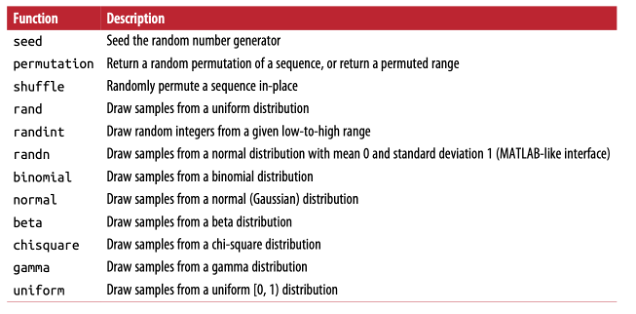 Function Description
seed Seed the random number generator
permutation Return a random permutation of a sequence, or return a permuted range
shuffle Randomly permute a sequence in-place
rand Draw samples from a uniform distribution
randint Draw random integers from a given low-to-high range
randn Draw samples from a normal distribution with mean 0 and standard deviation 1 (MATLAB-like interface)
binomial Draw samples from a binomial distribution
normal Draw samples from a normal (Gaussian) distribution
beta Draw samples from a beta distribution
chisquare Draw samples from a chi-square distribution
gamma Draw samples from a gamma distribution
uniform Draw samples from a uniform [0, 1) distribution